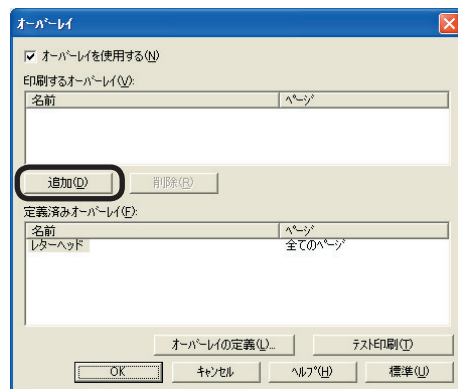 オーバーレイ
オーバーレイを使用する(N)
印刷するオーバーレイ(V):
名前 ページ
追加(D) 削除(R)
定義済みオーバーレイ(F):
名前 ページ
レターヘッド 全てのページ
オーバーレイの定義(L)... テスト印刷(T)
OK キャンセル ヘルプ(H) 標準(U)